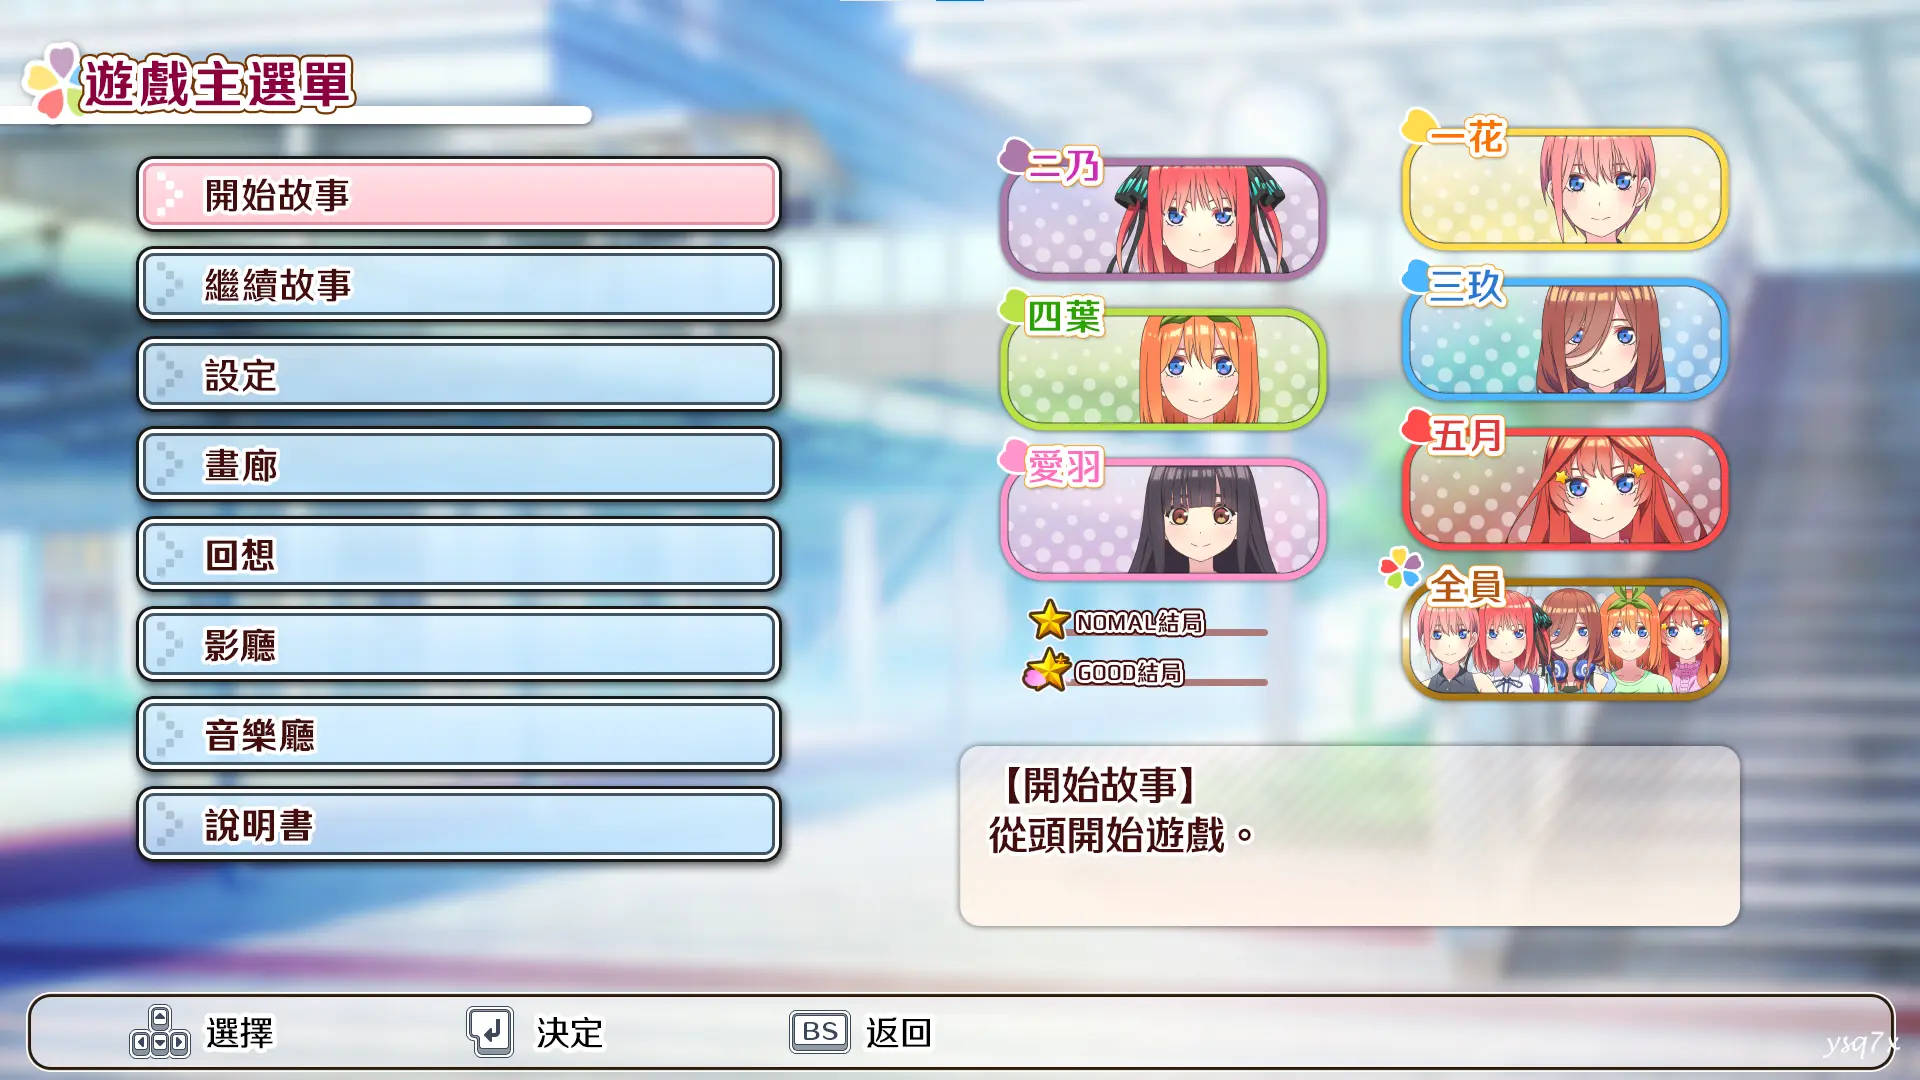 遊戲主選單
開始故事
繼續故事
設定
畫廊
回想
影廳
音樂廳
說明書
一花
二乃
三玖
四葉
五月
愛羽
全員
NOMAL結局
GOOD結局
【開始故事】
從頭開始遊戲。
選擇
決定
BS 返回
ysq7x